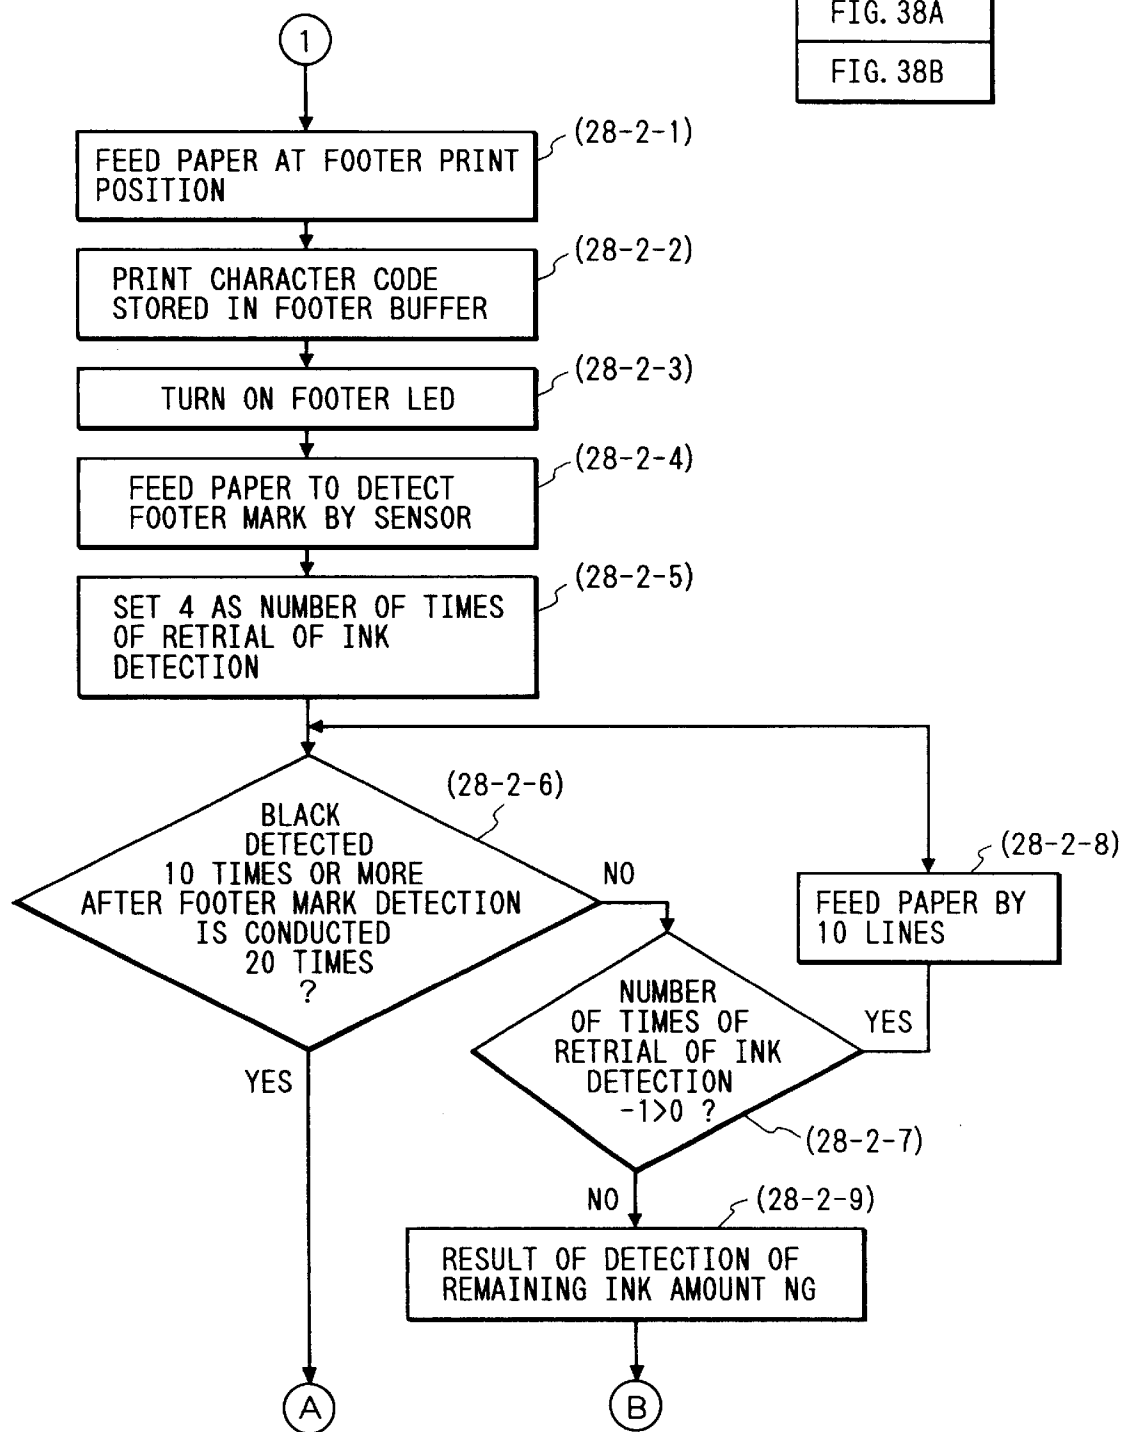 FIG. 38A
FIG. 38B
1
(28-2-1)
FEED PAPER AT FOOTER PRINT
POSITION
(28-2-2)
PRINT CHARACTER CODE
STORED IN FOOTER BUFFER
(28-2-3)
TURN ON FOOTER LED
(28-2-4)
FEED PAPER TO DETECT
FOOTER MARK BY SENSOR
(28-2-5)
SET 4 AS NUMBER OF TIMES
OF RETRIAL OF INK
DETECTION
(28-2-6)
BLACK
DETECTED
10 TIMES OR MORE
AFTER FOOTER MARK DETECTION
IS CONDUCTED
20 TIMES
?
NO
YES
(28-2-8)
FEED PAPER BY
10 LINES
NUMBER
OF TIMES OF
RETRIAL OF INK
DETECTION
-1>0 ?
YES
(28-2-7)
NO
(28-2-9)
RESULT OF DETECTION OF
REMAINING INK AMOUNT NG
A
B